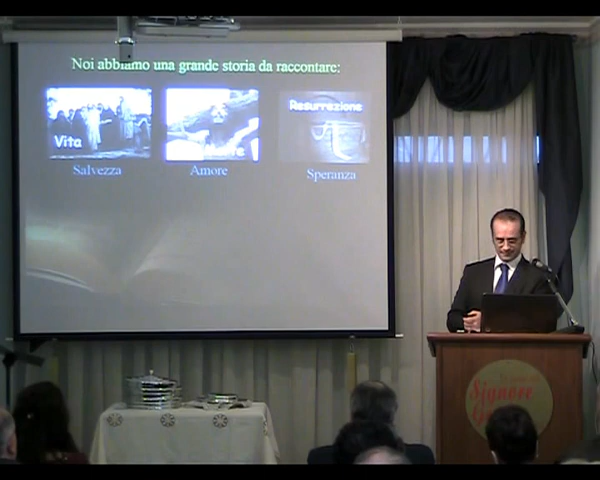 Noi abbiamo una grande storia da raccontare:
Vita
Resurrezione
Salvezza
Amore
Speranza
Signore